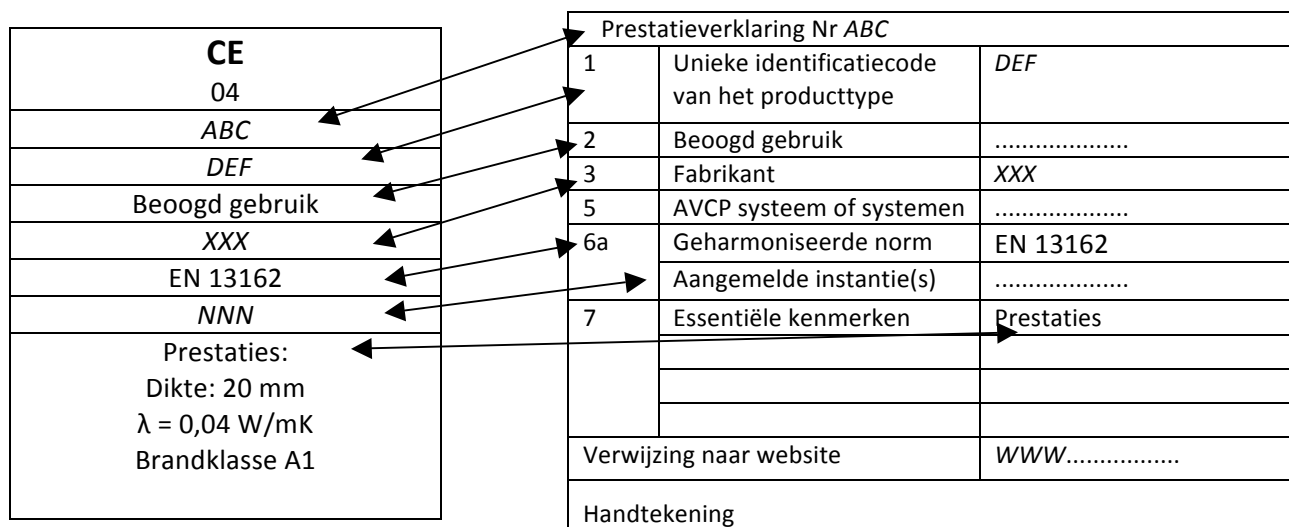 CE
04
ABC
DEF
Beoogd gebruik
XXX
EN 13162
NNN
Prestaties:
Dikte: 20 mm
λ = 0,04 W/mK
Brandklasse A1
Prestatieverklaring Nr ABC
1 Unieke identificatiecode DEF
van het producttype
2 Beoogd gebruik ....................
3 Fabrikant XXX
5 AVCP systeem of systemen ....................
6a Geharmoniseerde norm EN 13162
Aangemelde instantie(s) ....................
7 Essentiële kenmerken Prestaties
Verwijzing naar website WWW.................
Handtekening